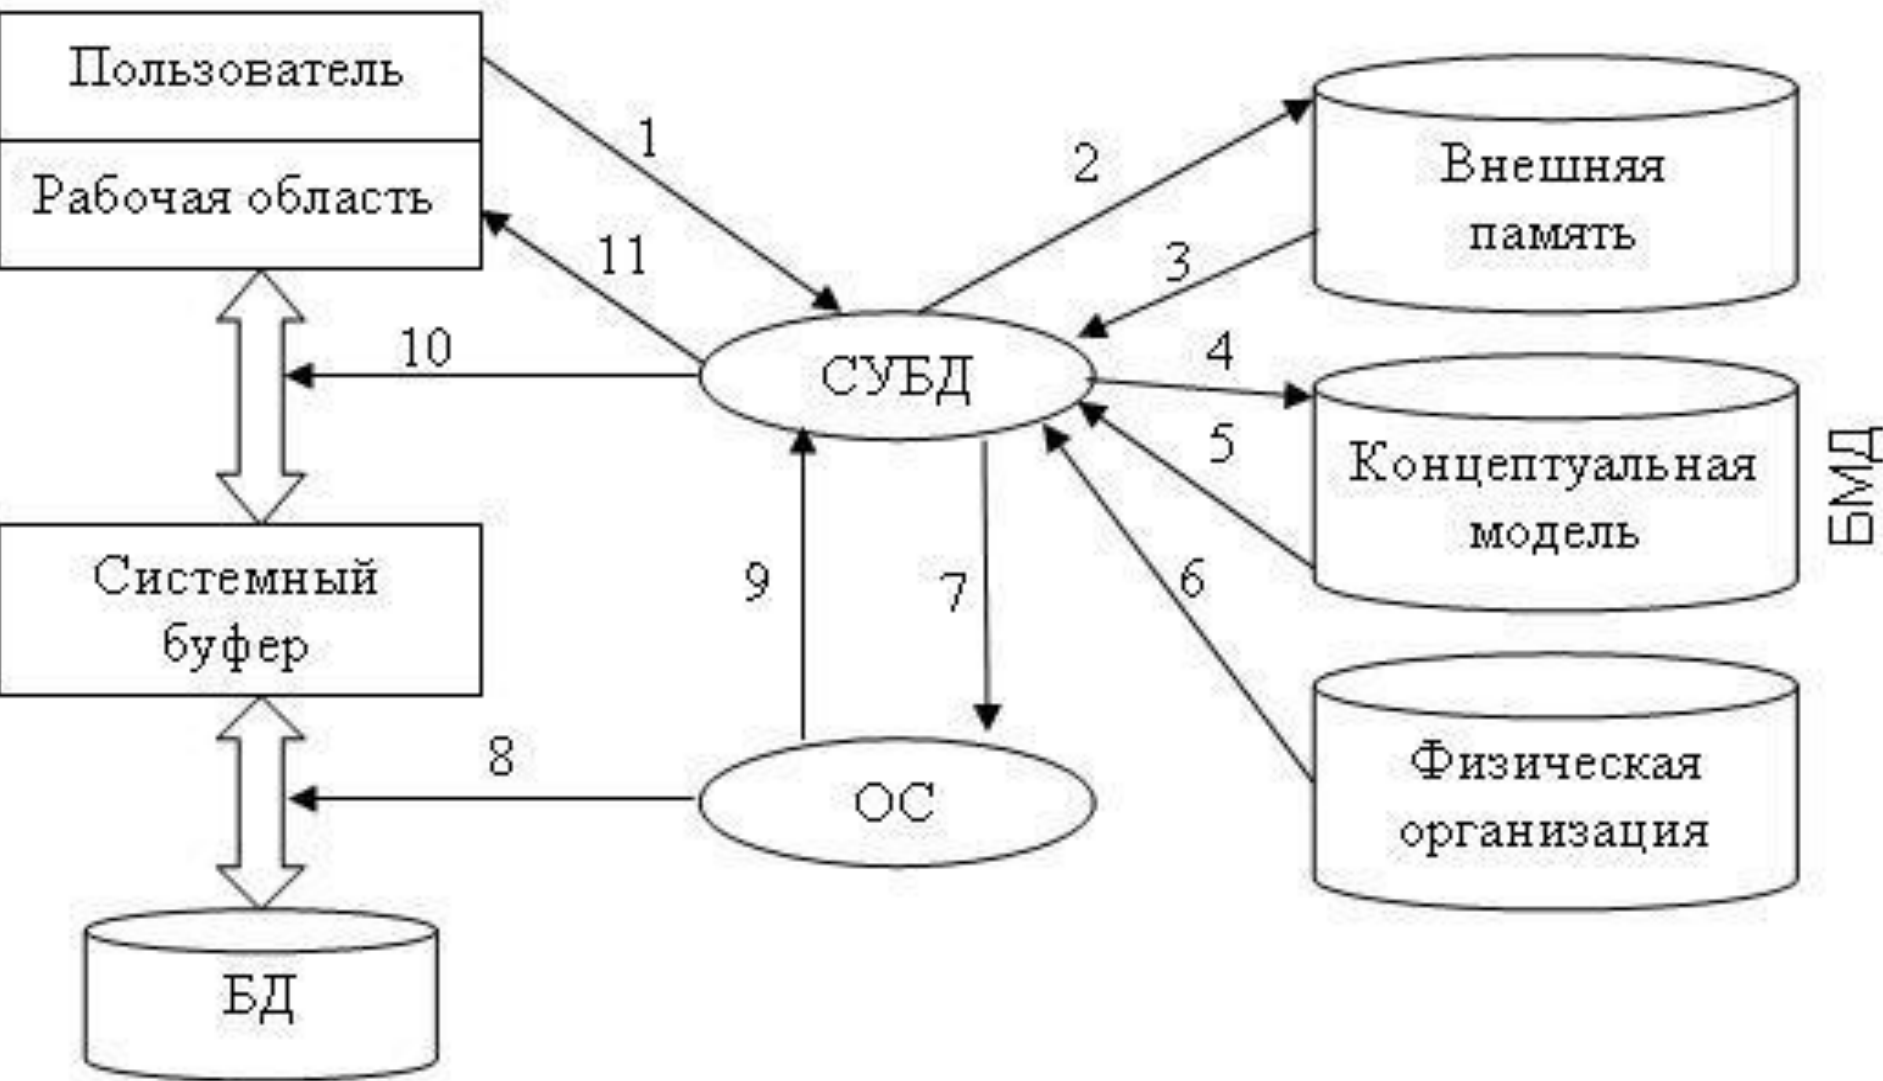 Пользователь
Рабочая область
1
2
Внешняя
память
3
11
10
СУБД
4
5
Концептуальная
модель
БМД
Системный
буфер
9
7
6
8
ОС
Физическая
организация
БД